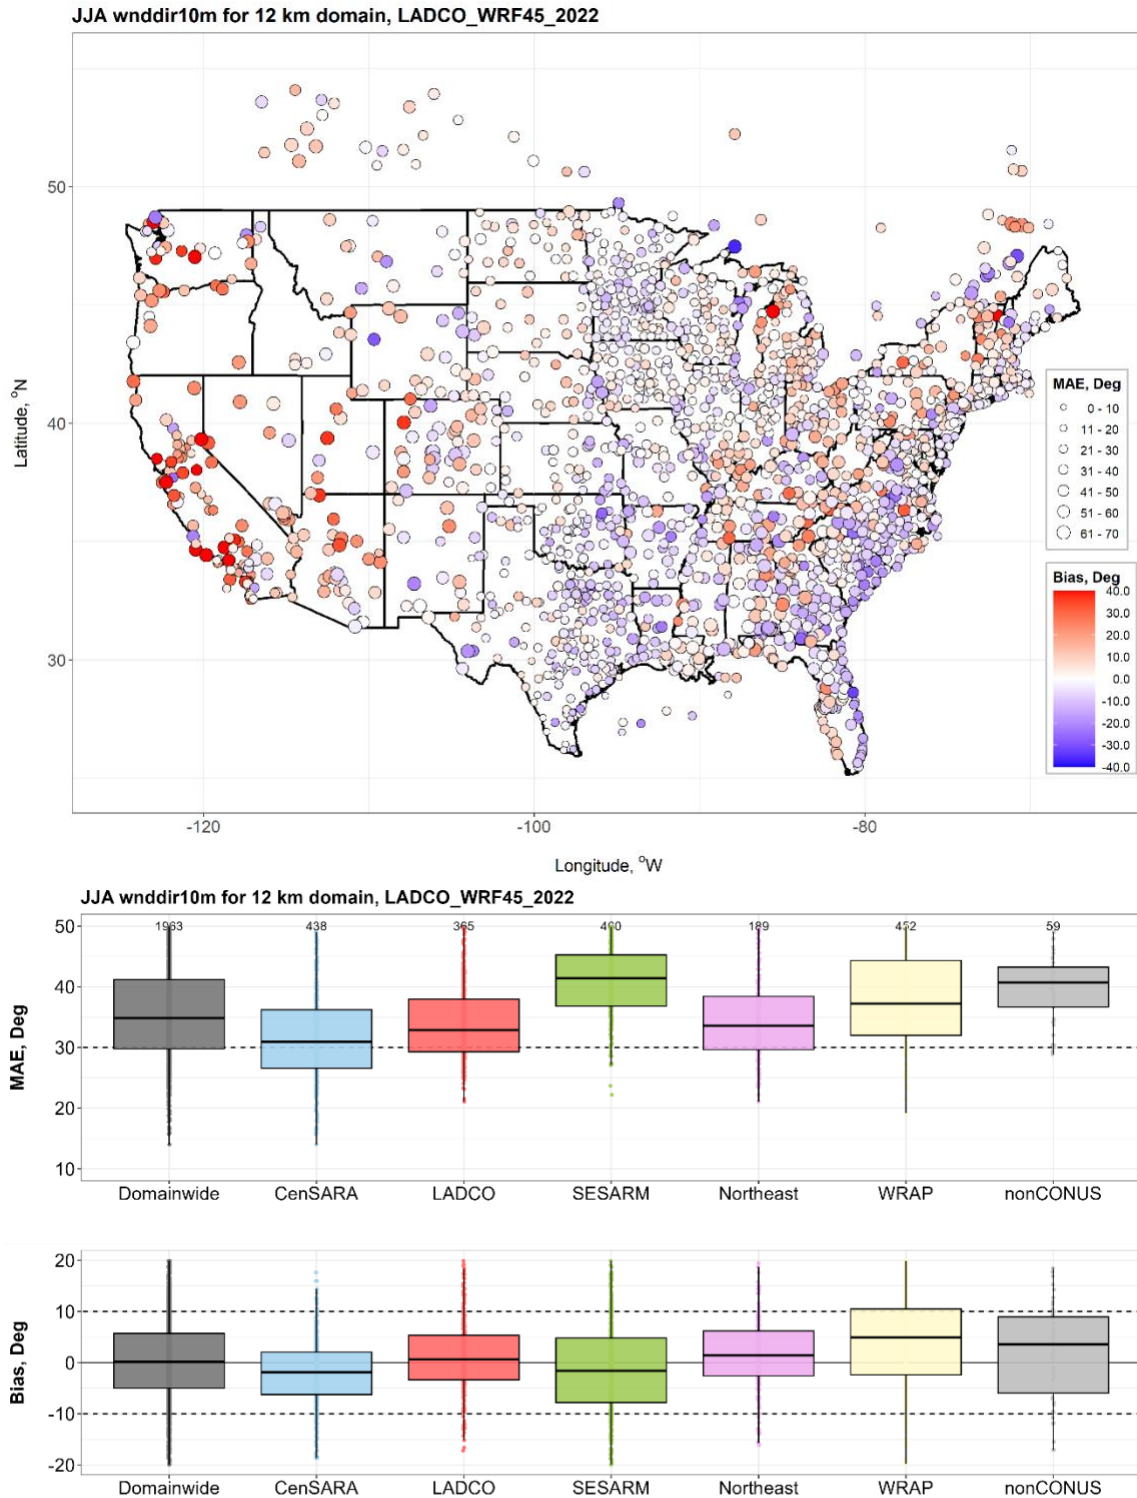 JJA wnddir10m for 12 km domain, LADCO_WRF45_2022
50
40
30
Latitude, °N
-120 -100 -80
Longitude, °W
MAE, Deg
0 - 10
11 - 20
21 - 30
31 - 40
41 - 50
51 - 60
61 - 70
Bias, Deg
40.0
30.0
20.0
10.0
0.0
-10.0
-20.0
-30.0
-40.0
JJA wnddir10m for 12 km domain, LADCO_WRF45_2022
1963 438 365 460 189 452 59
50
40
30
20
10
MAE, Deg
Domainwide CenSARA LADCO SESARM Northeast WRAP nonCONUS
20
10
0
-10
-20
Bias, Deg
Domainwide CenSARA LADCO SESARM Northeast WRAP nonCONUS